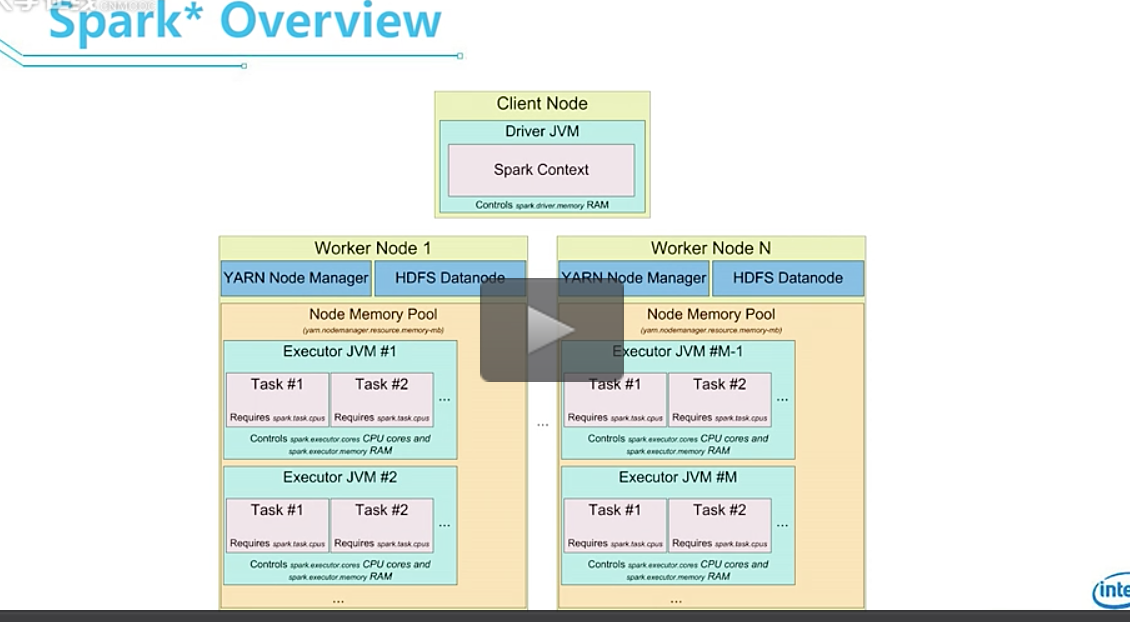 Spark* Overview
Client Node
Driver JVM
Spark Context
Controls spark.driver.memory RAM
Worker Node 1
YARN Node Manager
HDFS Datanode
Node Memory Pool
(yarn.nodemanager.resource.memory-mb)
Executor JVM #1
Task #1
Task #2
...
Requires spark.task.cpus
Requires spark.task.cpus
Controls spark.executor.cores CPU cores and
spark.executor.memory RAM
Executor JVM #2
Task #1
Task #2
...
Requires spark.task.cpus
Requires spark.task.cpus
Controls spark.executor.cores CPU cores and
spark.executor.memory RAM
...
...
Worker Node N
YARN Node Manager
HDFS Datanode
Node Memory Pool
(yarn.nodemanager.resource.memory-mb)
Executor JVM #M-1
Task #1
Task #2
...
Requires spark.task.cpus
Requires spark.task.cpus
Controls spark.executor.cores CPU cores and
spark.executor.memory RAM
Executor JVM #M
Task #1
Task #2
...
Requires spark.task.cpus
Requires spark.task.cpus
Controls spark.executor.cores CPU cores and
spark.executor.memory RAM
...